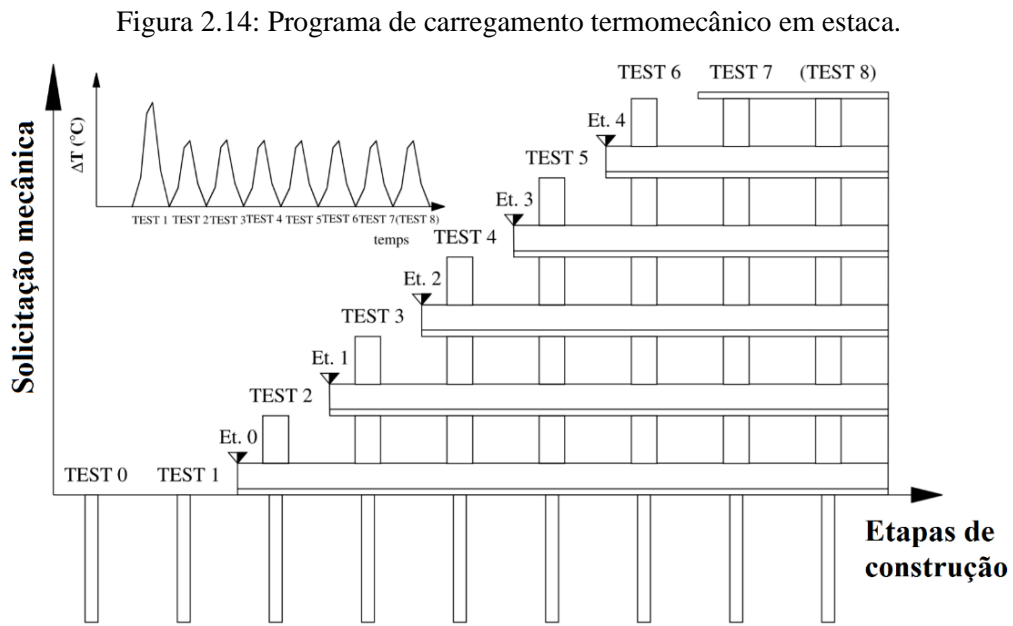 Figura 2.14: Programa de carregamento termomecânico em estaca.
TEST 6 TEST 7 (TEST 8)
Et. 4
TEST 5
Et. 3
TEST 4
Et. 2
TEST 3
Et. 1
TEST 2
Et. 0
TEST 0 TEST 1
Solicitação mecânica
ΔT (°C)
TEST 1 TEST 2 TEST 3 TEST 4 TEST 5 TEST 6 TEST 7 (TEST 8)
temps
Etapas de
construção